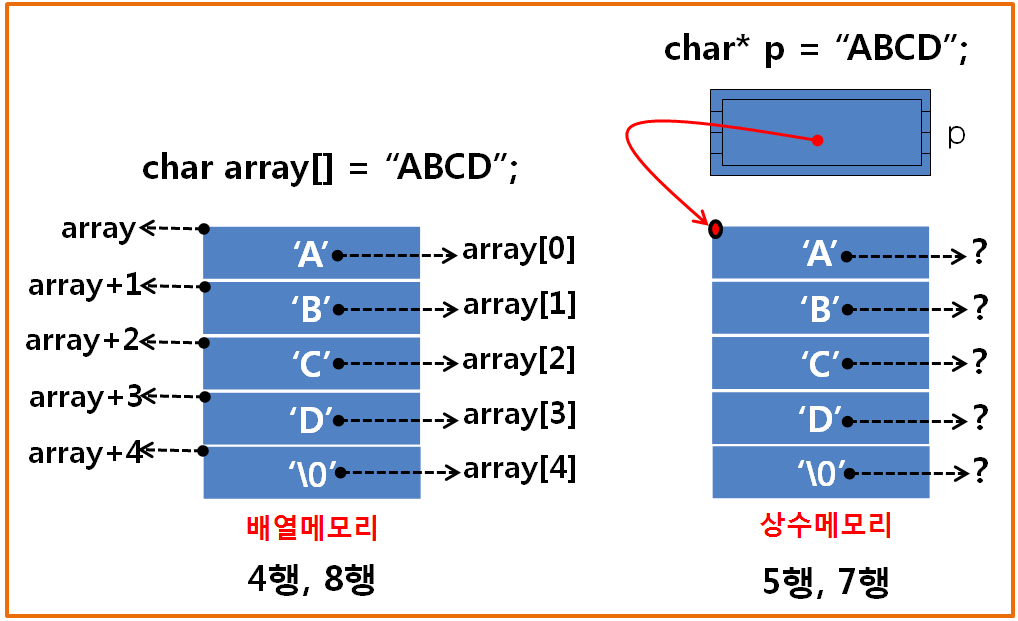 char* p = “ABCD”;
p
char array[] = “ABCD”;
array
‘A’
array[0]
array+1
‘B’
array[1]
array+2
‘C’
array[2]
array+3
‘D’
array[3]
array+4
‘\0’
array[4]
배열메모리
4행, 8행
‘A’
?
‘B’
?
‘C’
?
‘D’
?
‘\0’
?
상수메모리
5행, 7행